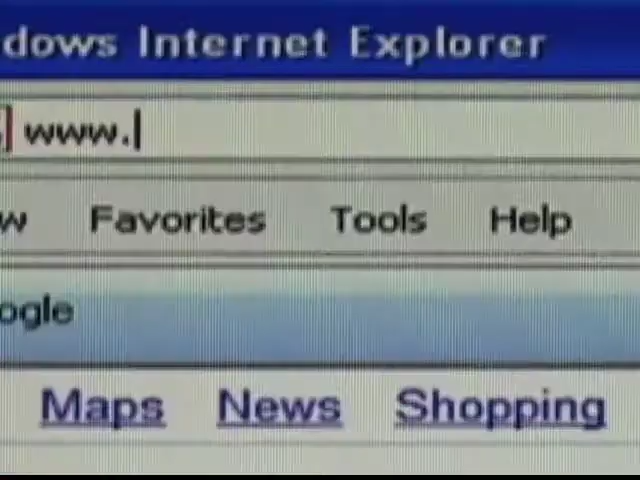 dows Internet Explorer
www.
w Favorites Tools Help
ogle
Maps News Shopping